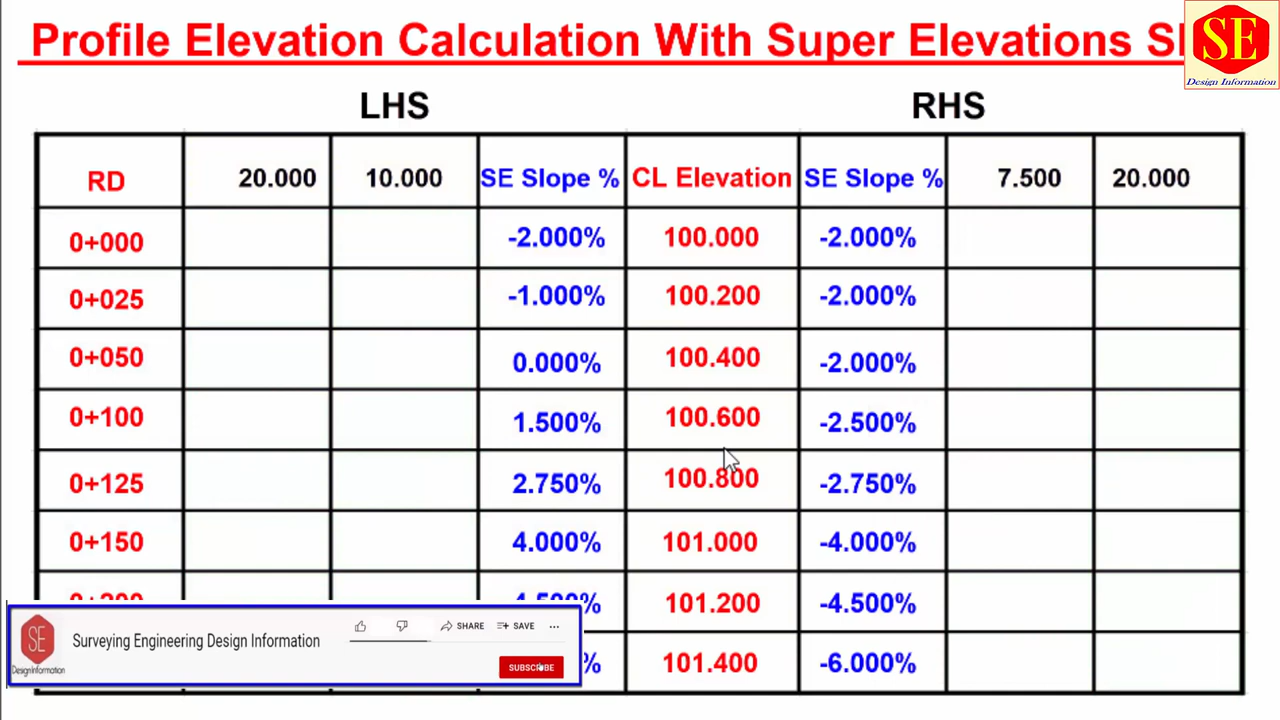 Profile Elevation Calculation With Super Elevations
SE
Design Information
LHS RHS
RD 20.000 10.000 SE Slope % CL Elevation SE Slope % 7.500 20.000
0+000 -2.000% 100.000 -2.000%
0+025 -1.000% 100.200 -2.000%
0+050 0.000% 100.400 -2.000%
0+100 1.500% 100.600 -2.500%
0+125 2.750% 100.800 -2.750%
0+150 4.000% 101.000 -4.000%
101.200 -4.500%
% 101.400 -6.000%
SE
DesignInformation
Surveying Engineering Design Information
SHARE SAVE
SUBSCRIBE